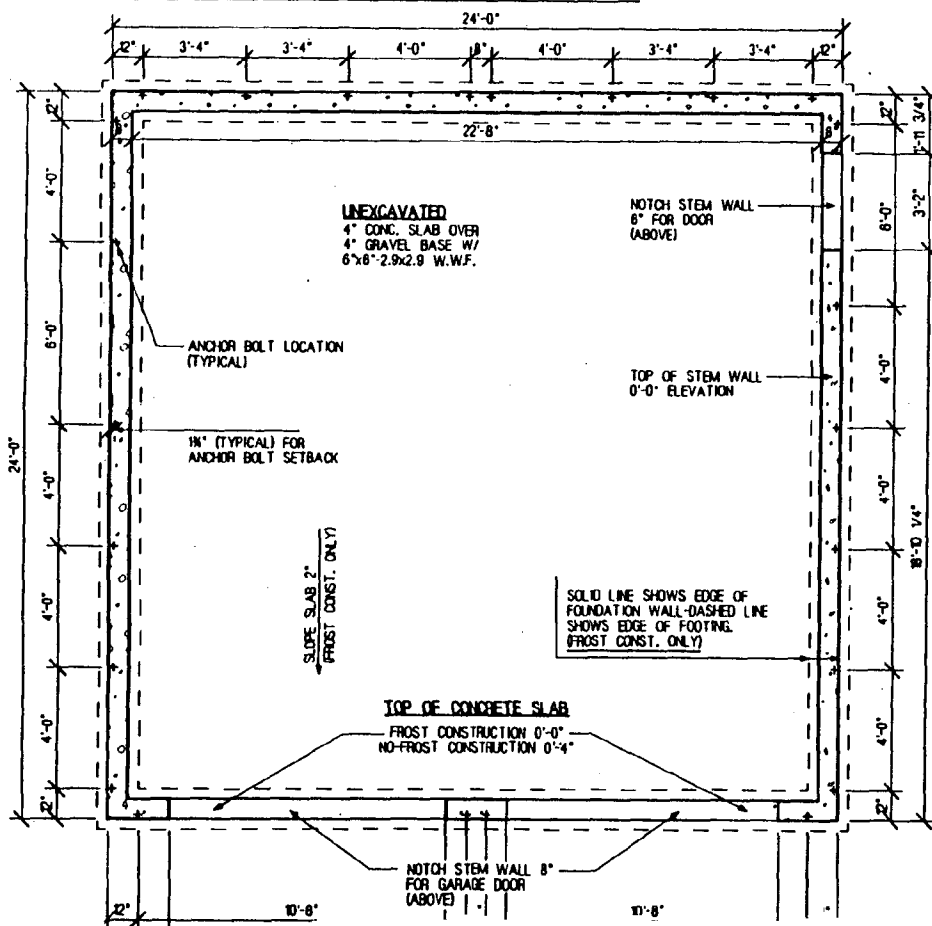 24'-0"
12" 3'-4" 3'-4" 4'-0" 8" 4'-0" 3'-4" 3'-4" 12"
22'-8"
8"
8"
12"
4'-0"
6'-0"
4'-0"
4'-0"
4'-0"
12"
24'-0"
UNEXCAVATED
4" CONC. SLAB OVER
4" GRAVEL BASE W/
6"x6"-2.9x2.9 W.W.F.
NOTCH STEM WALL
6" FOR DOOR
(ABOVE)
12"
6'-0"
4'-0"
4'-0"
4'-0"
12"
1'-11 3/4"
3'-2"
18'-10 1/4"
ANCHOR BOLT LOCATION
(TYPICAL)
TOP OF STEM WALL
0'-0" ELEVATION
(TYPICAL) FOR
ANCHOR BOLT SETBACK
SLOPE SLAB 2"
(FROST CONST. ONLY)
SOLID LINE SHOWS EDGE OF
FOUNDATION WALL-DASHED LINE
SHOWS EDGE OF FOOTING.
(FROST CONST. ONLY)
TOP OF CONCRETE SLAB
FROST CONSTRUCTION 0'-0"
NO-FROST CONSTRUCTION 0'-4"
NOTCH STEM WALL 8"
FOR GARAGE DOOR
(ABOVE)
12" 10'-8" 10'-8"